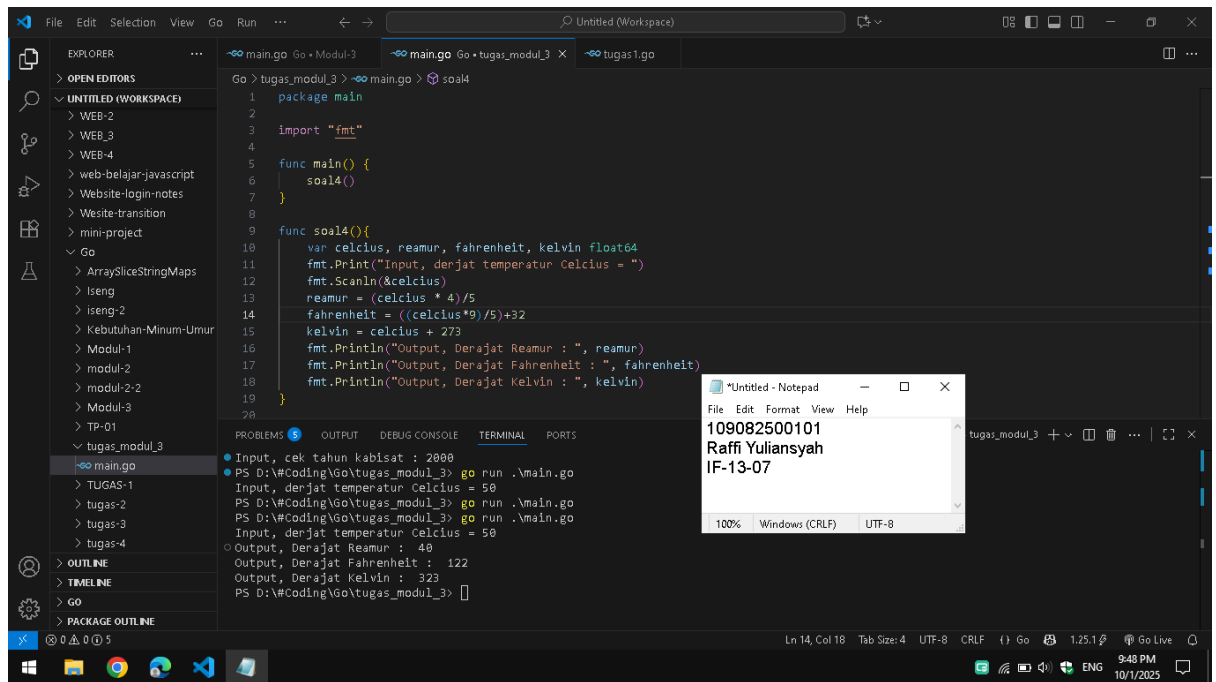 File Edit Selection View Go Run ··· Untitled (Workspace)
EXPLORER ···
main.go Go • Modul-3 main.go Go • tugas_modul_3 tugas1.go
OPEN EDITORS
UNTITLED (WORKSPACE)
WEB-2
WEB_3
WEB-4
web-belajar-javascript
Website-login-notes
Wesite-transition
mini-project
Go
ArraySliceStringMaps
Iseng
iseng-2
Kebutuhan-Minum-Umur
Modul-1
modul-2
modul-2-2
Modul-3
TP-01
tugas_modul_3
main.go
TUGAS-1
tugas-2
tugas-3
tugas-4
OUTLINE
TIMELINE
GO
PACKAGE OUTLINE
Go > tugas_modul_3 > main.go > soal4
1 package main
2
3 import "fmt"
4
5 func main() {
6 soal4()
7 }
8
9 func soal4(){
10 var celcius, reamur, fahrenheit, kelvin float64
11 fmt.Print("Input, derjat temperatur Celcius = ")
12 fmt.Scanln(&celcius)
13 reamur = (celcius * 4)/5
14 fahrenheit = ((celcius*9)/5)+32
15 kelvin = celcius + 273
16 fmt.Println("Output, Derajat Reamur : ", reamur)
17 fmt.Println("Output, Derajat Fahrenheit : ", fahrenheit)
18 fmt.Println("Output, Derajat Kelvin : ", kelvin)
19 }
20
PROBLEMS 5 OUTPUT DEBUG CONSOLE TERMINAL PORTS
tugas_modul_3
Input, cek tahun kabisat : 2000
PS D:\#Coding\Go\tugas_modul_3> go run .\main.go
Input, derjat temperatur Celcius = 50
PS D:\#Coding\Go\tugas_modul_3> go run .\main.go
PS D:\#Coding\Go\tugas_modul_3> go run .\main.go
Input, derjat temperatur Celcius = 50
Output, Derajat Reamur :  40
Output, Derajat Fahrenheit :  122
Output, Derajat Kelvin :  323
PS D:\#Coding\Go\tugas_modul_3>
*Untitled - Notepad
File Edit Format View Help
109082500101
Raffi Yuliansyah
IF-13-07
100% Windows (CRLF) UTF-8
0 0 0 5 Ln 14, Col 18 Tab Size: 4 UTF-8 CRLF {} Go 1.25.1 Go Live
ENG
9:48 PM
10/1/2025